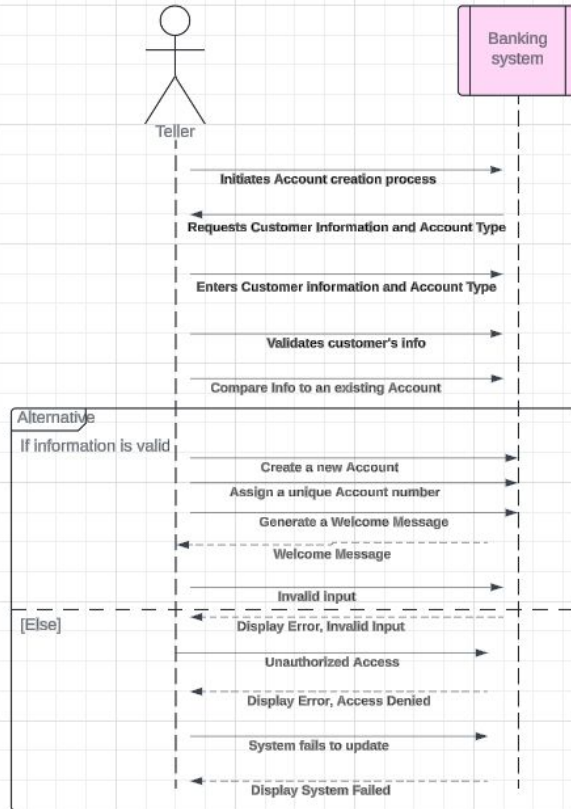 Banking
system
Teller
Initiates Account creation process
Requests Customer Information and Account Type
Enters Customer information and Account Type
Validates customer's info
Compare Info to an existing Account
Alternative
If information is valid
Create a new Account
Assign a unique Account number
Generate a Welcome Message
Welcome Message
Invalid input
[Else]
Display Error, Invalid Input
Unauthorized Access
Display Error, Access Denied
System fails to update
Display System Failed